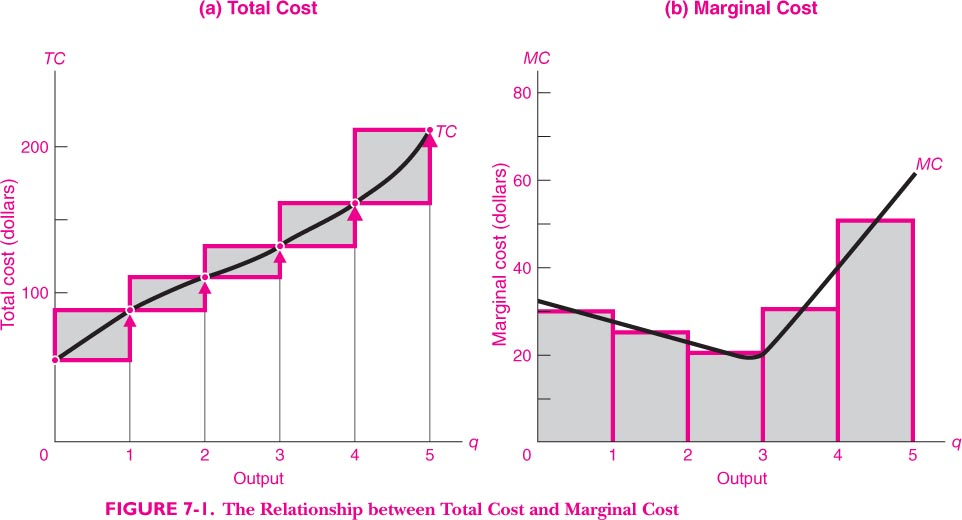 (a) Total Cost
TC
200
100
Total cost (dollars)
TC
0 1 2 3 4 5 q
Output
(b) Marginal Cost
MC
80
60
40
20
Marginal cost (dollars)
MC
0 1 2 3 4 5 q
Output
FIGURE 7-1. The Relationship between Total Cost and Marginal Cost